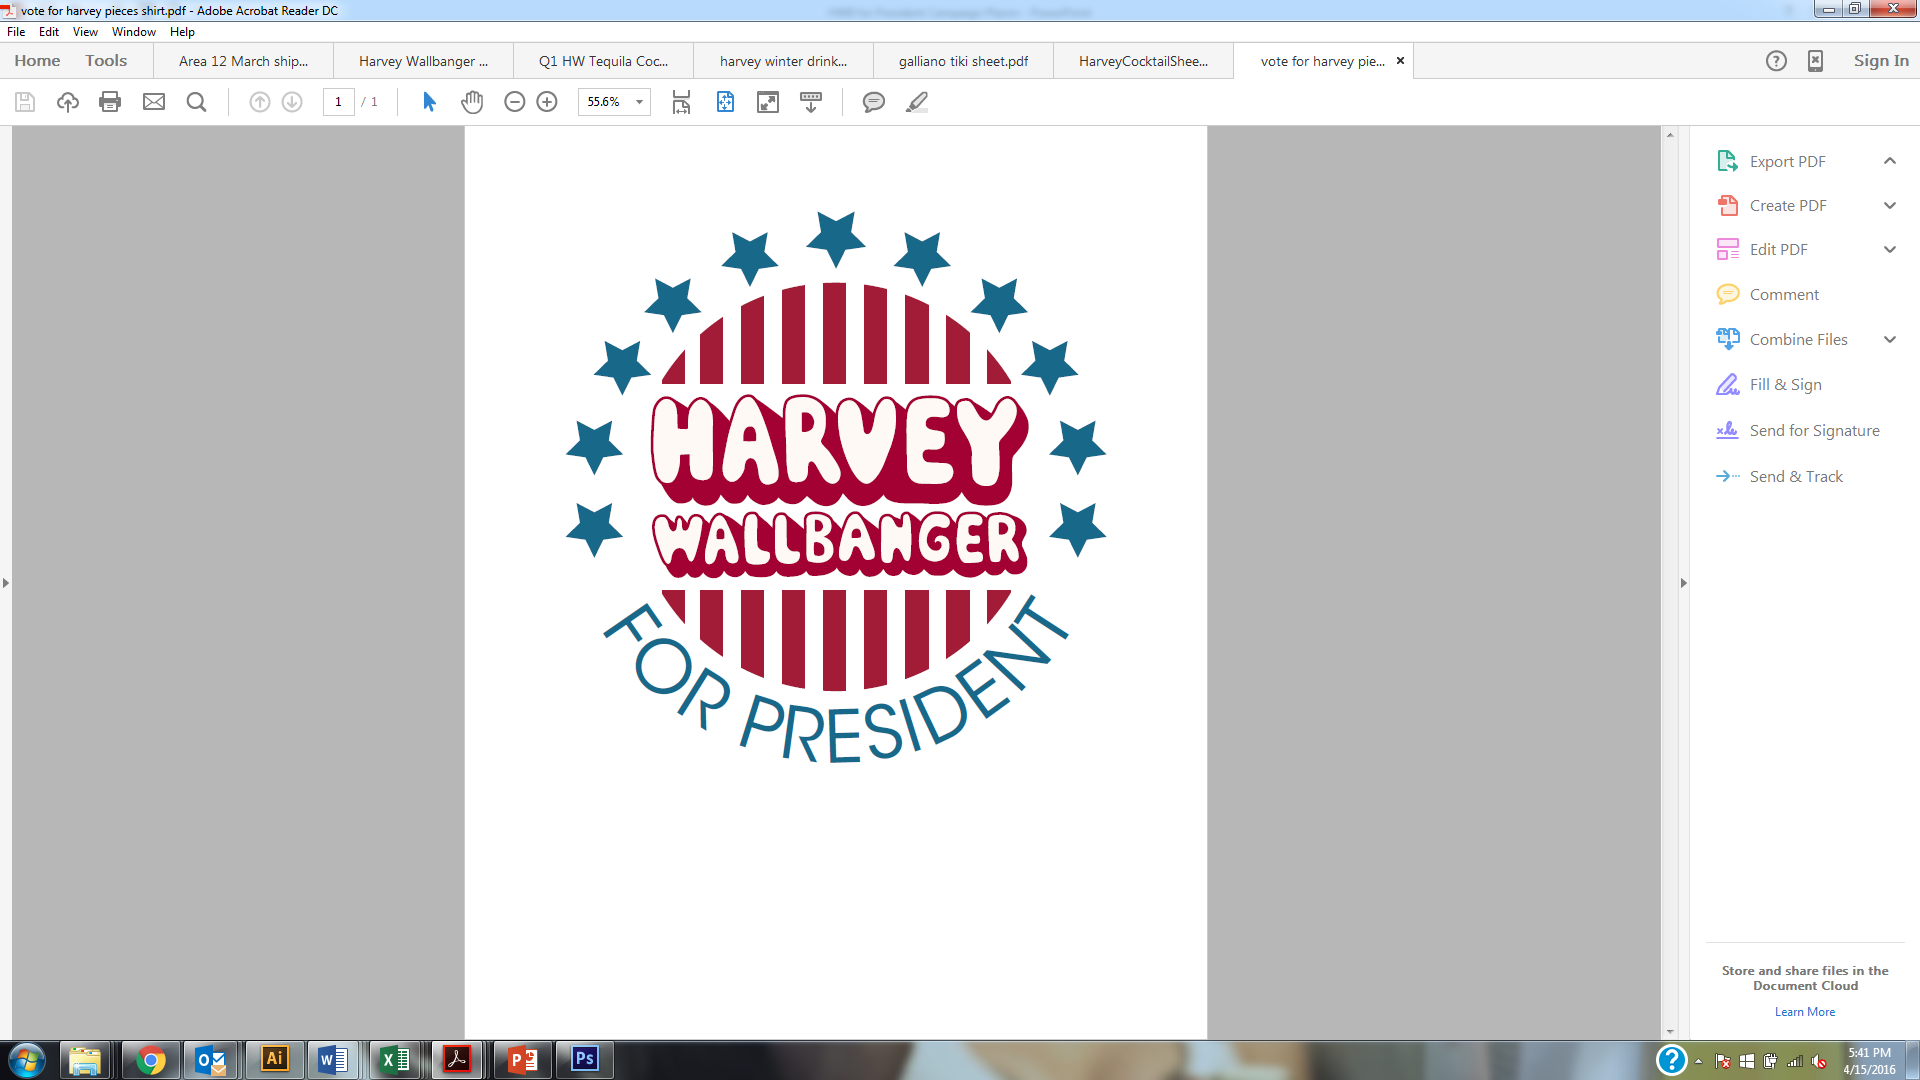 vote for harvey pieces shirt.pdf - Adobe Acrobat Reader DC
File Edit View Window Help
Home Tools Area 12 March ship... Harvey Wallbanger ... Q1 HW Tequila Coc... harvey winter drink... galliano tiki sheet.pdf HarveyCocktailShee... vote for harvey pie... × Sign In
1 / 1 55.6%
Export PDF
Create PDF
Edit PDF
Comment
Combine Files
Fill & Sign
Send for Signature
Send & Track
HARVEY
WALLBANGER
FOR PRESIDENT
Store and share files in the
Document Cloud
Learn More
Ai Ps
5:41 PM
4/15/2016